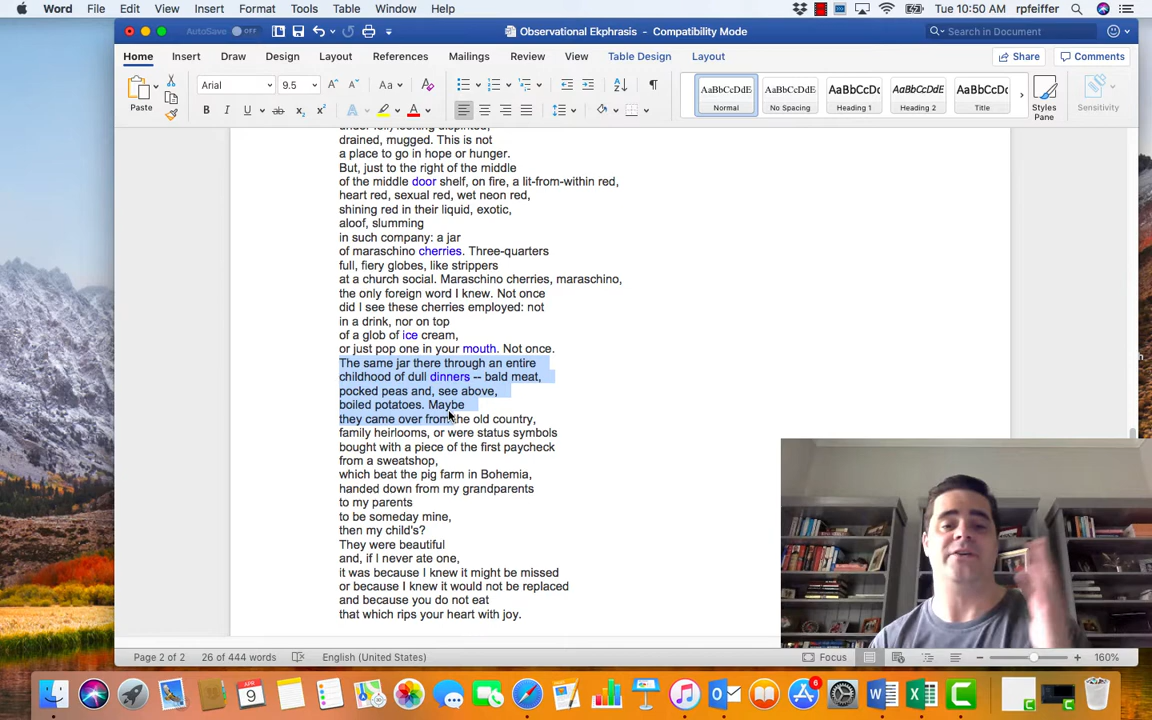 Word File Edit View Insert Format Tools Table Window Help
Tue 10:50 AM rpfeiffer
AutoSave OFF
Observational Ekphrasis - Compatibility Mode
Search in Document
Home Insert Draw Design Layout References Mailings Review View Table Design Layout
Share Comments
Paste
Arial 9.5
AaBbCcDdE AaBbCcDdE AaBbCcDc AaBbCcDdE AaBbCcDc
Normal No Spacing Heading 1 Heading 2 Title
Styles Pane
Sensitivity
drained, mugged. This is not
a place to go in hope or hunger.
But, just to the right of the middle
of the middle door shelf, on fire, a lit-from-within red,
heart red, sexual red, wet neon red,
shining red in their liquid, exotic,
aloof, slumming
in such company: a jar
of maraschino cherries. Three-quarters
full, fiery globes, like strippers
at a church social. Maraschino cherries, maraschino,
the only foreign word I knew. Not once
did I see these cherries employed: not
in a drink, nor on top
of a glob of ice cream,
or just pop one in your mouth. Not once.
The same jar there through an entire
childhood of dull dinners -- bald meat,
pocked peas and, see above,
boiled potatoes. Maybe
they came over from the old country,
family heirlooms, or were status symbols
bought with a piece of the first paycheck
from a sweatshop,
which beat the pig farm in Bohemia,
handed down from my grandparents
to my parents
to be someday mine,
then my child's?
They were beautiful
and, if I never ate one,
it was because I knew it might be missed
or because I knew it would not be replaced
and because you do not eat
that which rips your heart with joy.
Page 2 of 2 26 of 444 words English (United States)
Focus
160%
APR
9
6